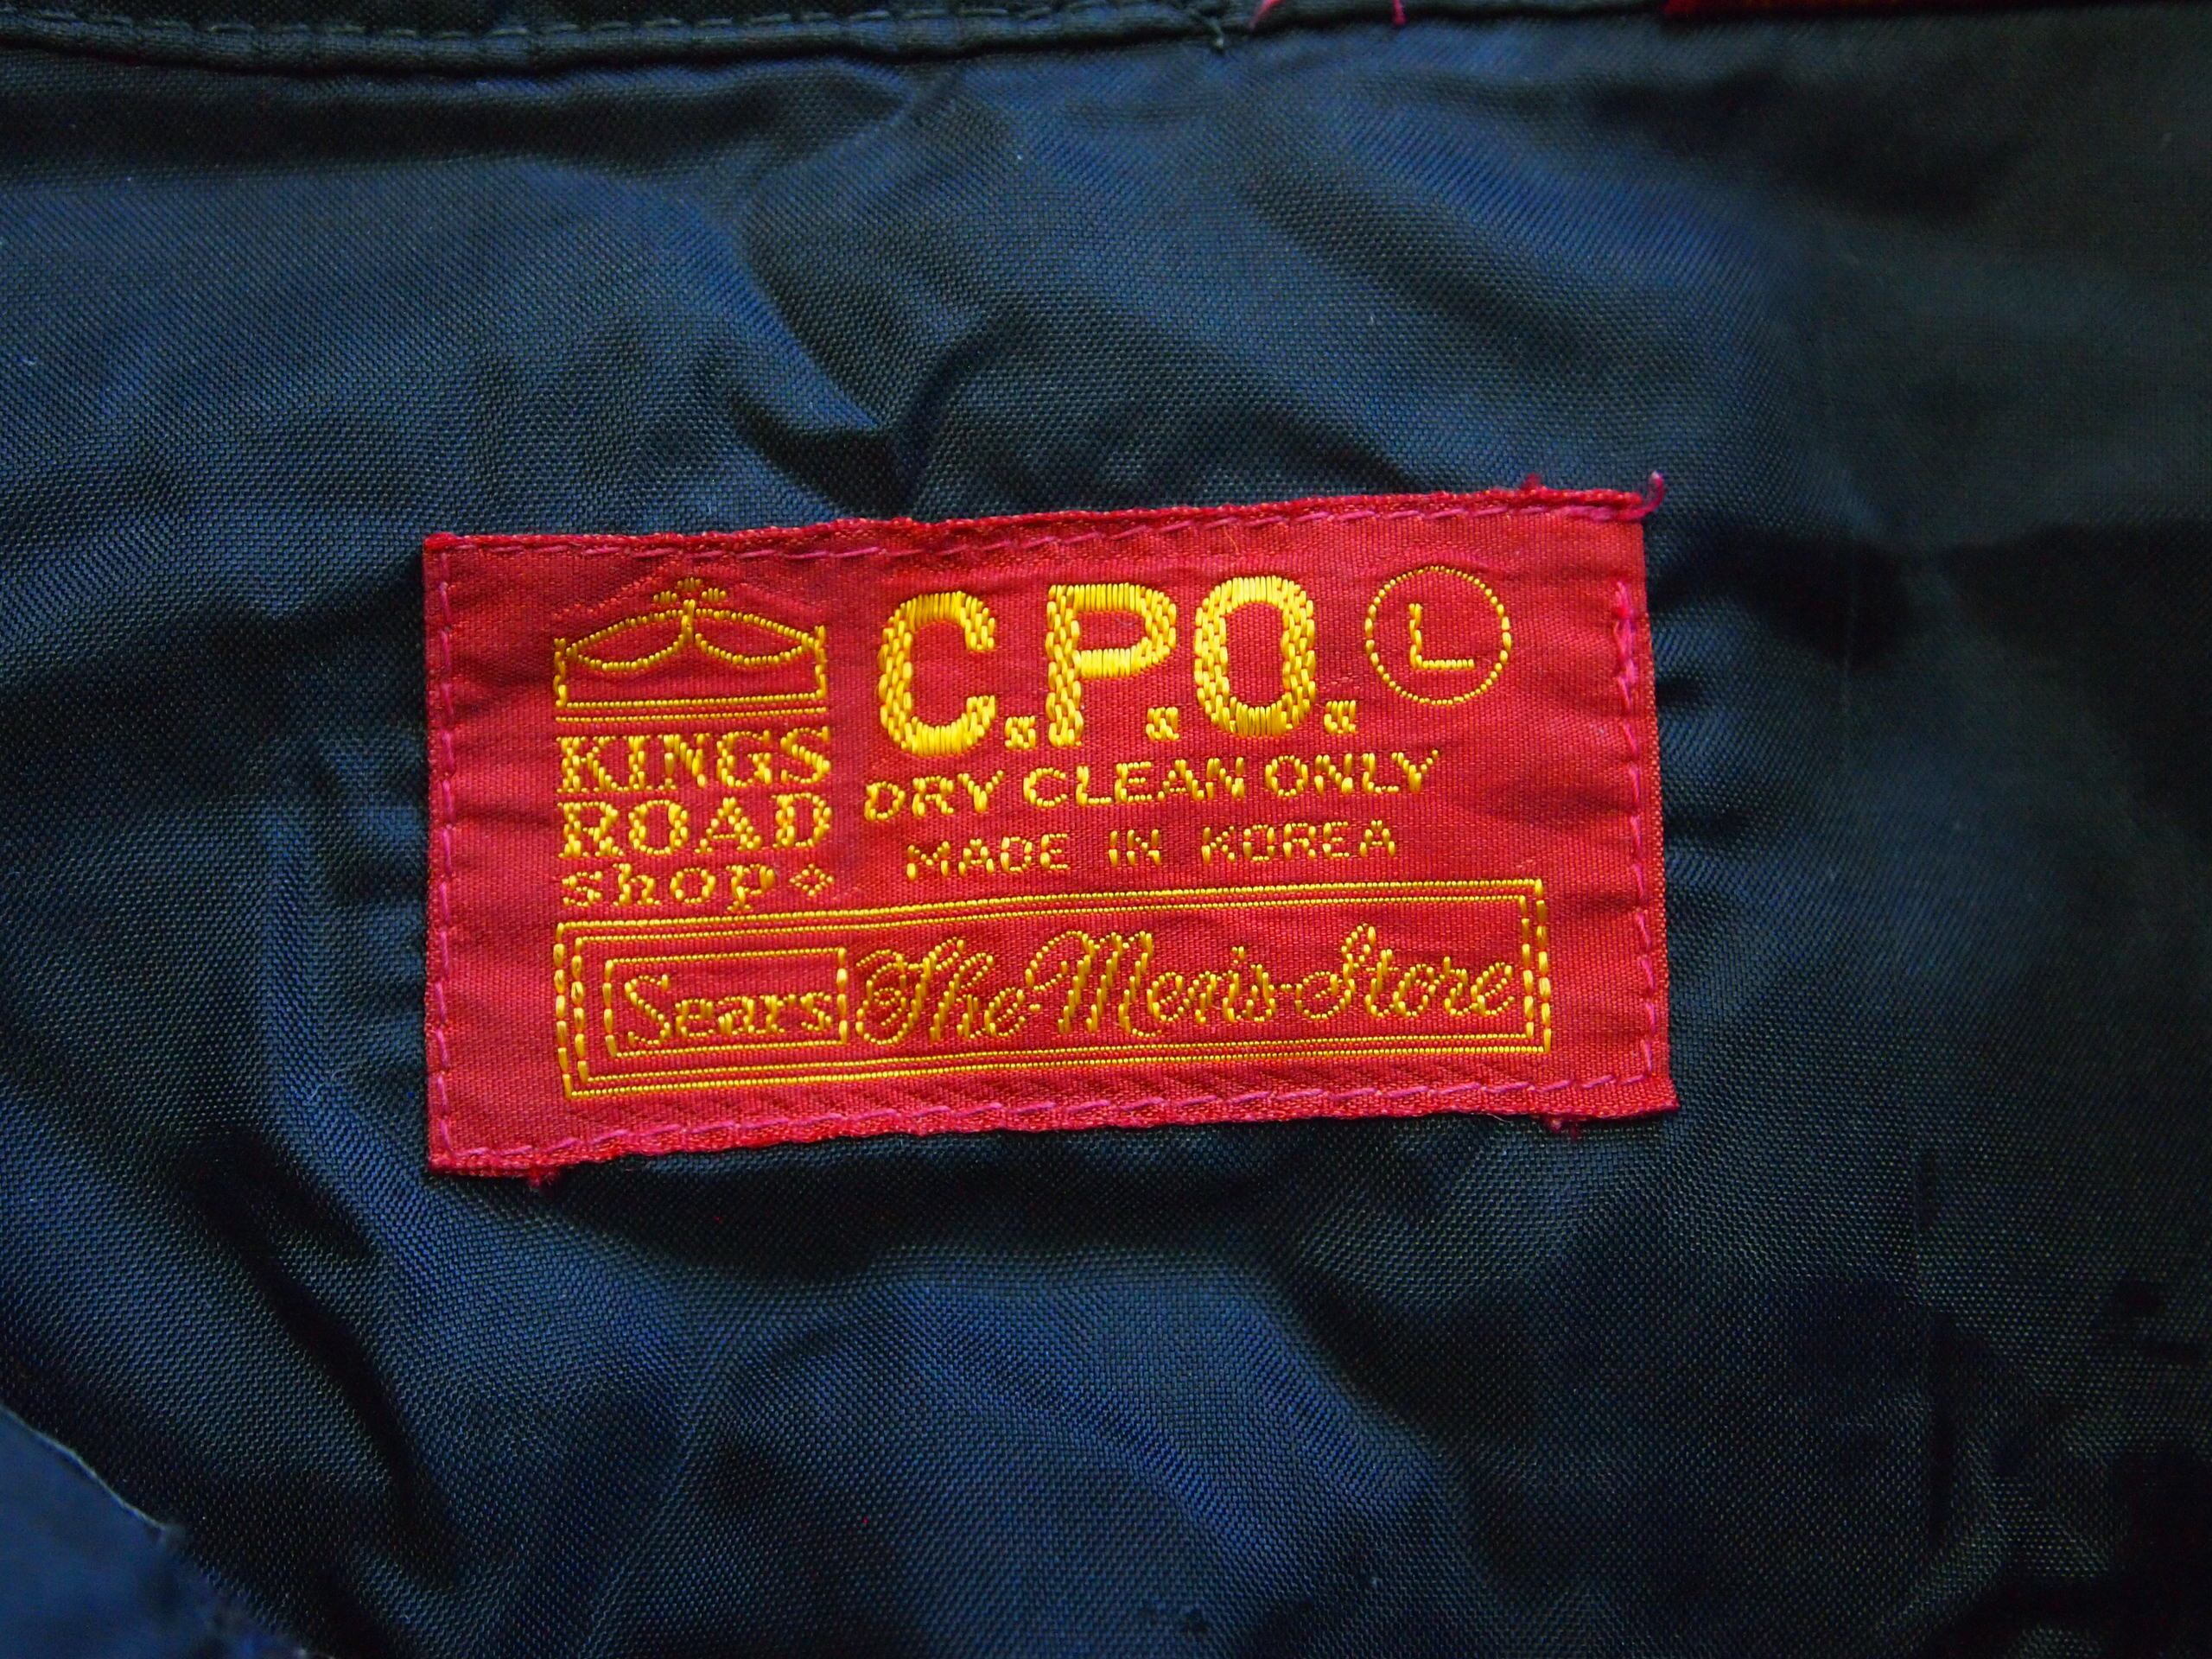 KINGS
ROAD
shop
C.P.O. L
DRY CLEAN ONLY
MADE IN KOREA
Sears The Men's Store